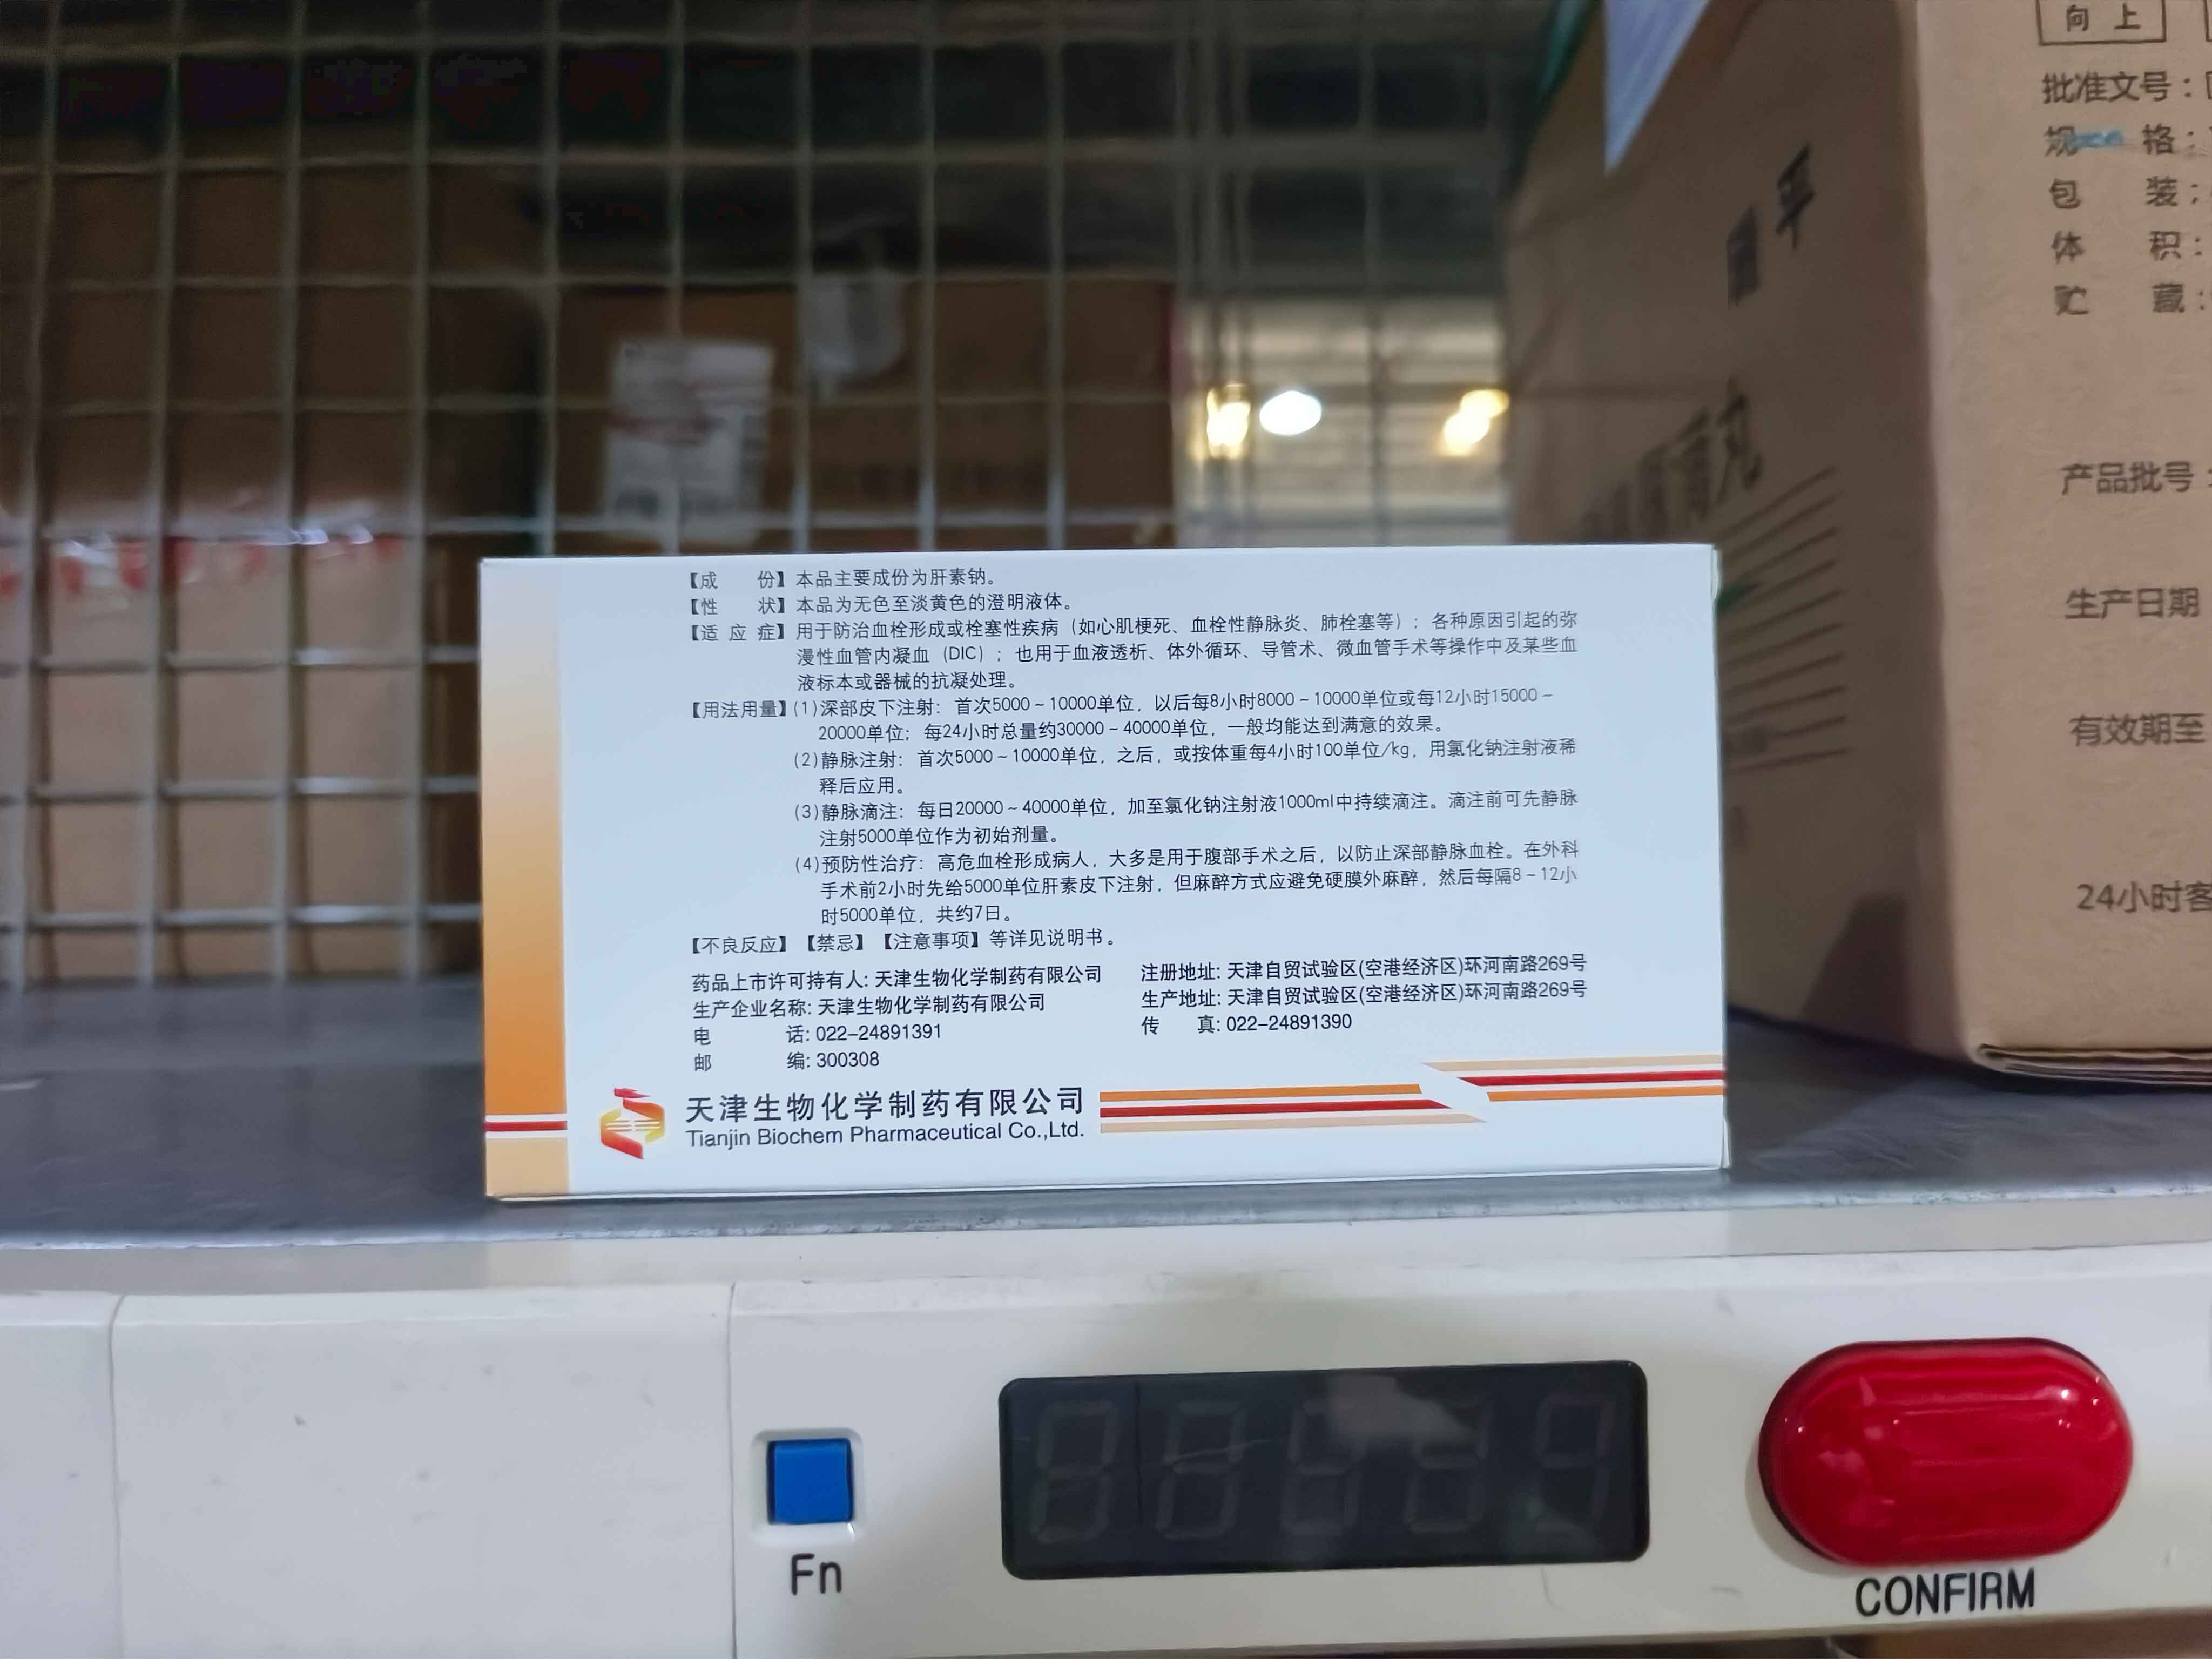 【成　　份】本品主要成份为肝素钠。
【性　　状】本品为无色至淡黄色的澄明液体。
【适 应 症】用于防治血栓形成或栓塞性疾病（如心肌梗死、血栓性静脉炎、肺栓塞等）；各种原因引起的弥
漫性血管内凝血（DIC）；也用于血液透析、体外循环、导管术、微血管手术等操作中及某些血
液标本或器械的抗凝处理。
【用法用量】(1)深部皮下注射：首次5000~10000单位，以后每8小时8000~10000单位或每12小时15000~
20000单位；每24小时总量约30000~40000单位，一般均能达到满意的效果。
(2)静脉注射：首次5000~10000单位，之后，或按体重每4小时100单位/kg，用氯化钠注射液稀
释后应用。
(3)静脉滴注：每日20000~40000单位，加至氯化钠注射液1000ml中持续滴注。滴注前可先静脉
注射5000单位作为初始剂量。
(4)预防性治疗：高危血栓形成病人，大多是用于腹部手术之后，以防止深部静脉血栓。在外科
手术前2小时先给5000单位肝素皮下注射，但麻醉方式应避免硬膜外麻醉，然后每隔8~12小
时5000单位，共约7日。
【不良反应】【禁忌】【注意事项】等详见说明书。
药品上市许可持有人: 天津生物化学制药有限公司
生产企业名称: 天津生物化学制药有限公司
电　　　　话: 022-24891391
邮　　　　编: 300308
注册地址: 天津自贸试验区(空港经济区)环河南路269号
生产地址: 天津自贸试验区(空港经济区)环河南路269号
传　　真: 022-24891390
天津生物化学制药有限公司
Tianjin Biochem Pharmaceutical Co.,Ltd.
向 上
批准文号：
规　格：
包　装：
体　积：
贮　藏：
产品批号：
生产日期
有效期至
24小时客
Fn
CONFIRM